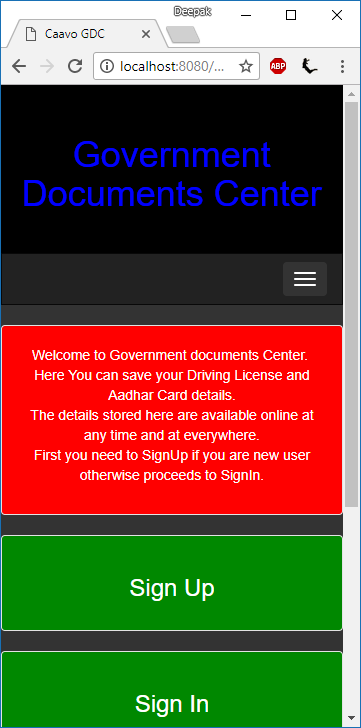 Deepak
Caavo GDC
localhost:8080/...
ABP
Government
Documents Center
Welcome to Government documents Center.
Here You can save your Driving License and
Aadhar Card details.
The details stored here are available online at
any time and at everywhere.
First you need to SignUp if you are new user
otherwise proceeds to SignIn.
Sign Up
Sign In